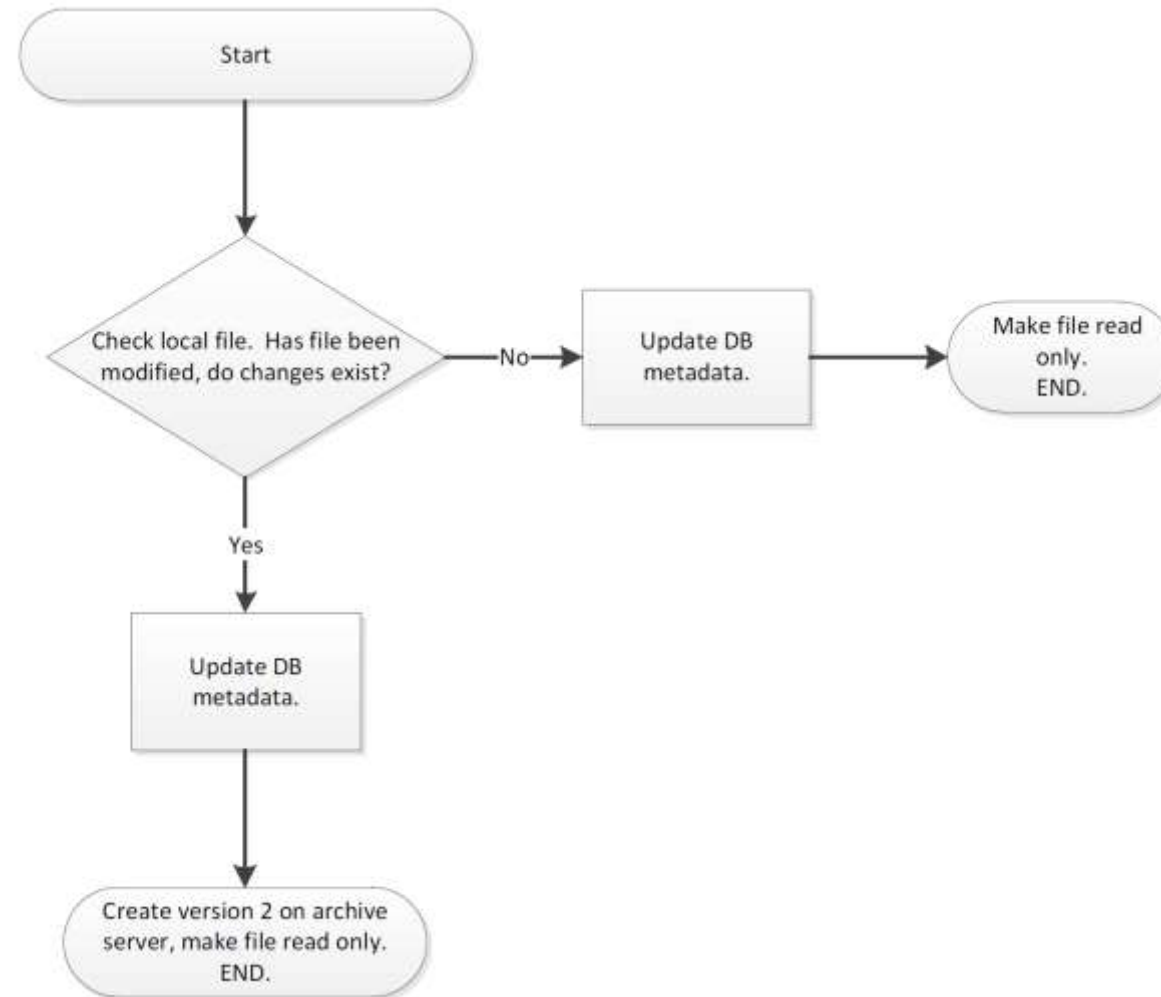 Start
Check local file.  Has file been
modified, do changes exist?
No
Update DB
metadata.
Make file read
only.
END.
Yes
Update DB
metadata.
Create version 2 on archive
server, make file read only.
END.